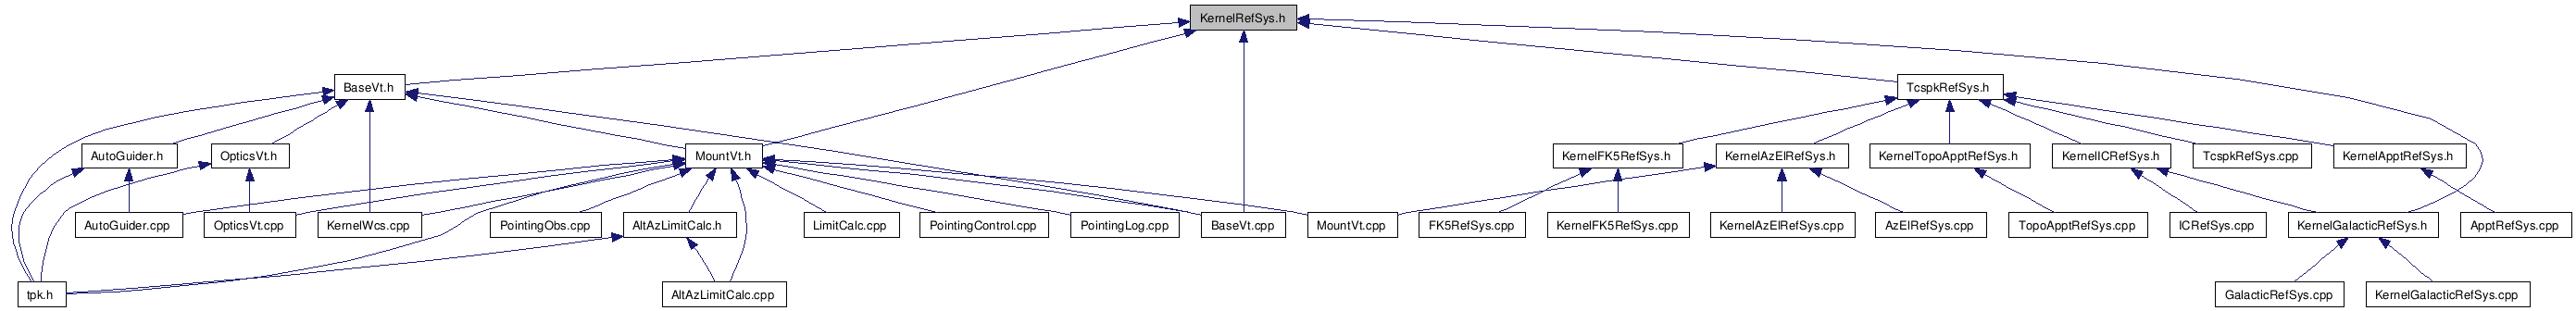 KernelRefSys.h
BaseVt.h
TcspkRefSys.h
AutoGuider.h
OpticsVt.h
MountVt.h
KernelFK5RefSys.h
KernelAzElRefSys.h
KernelTopoApptRefSys.h
KernelICRefSys.h
TcspkRefSys.cpp
KernelApptRefSys.h
AutoGuider.cpp
OpticsVt.cpp
KernelWcs.cpp
PointingObs.cpp
AltAzLimitCalc.h
LimitCalc.cpp
PointingControl.cpp
PointingLog.cpp
BaseVt.cpp
MountVt.cpp
FK5RefSys.cpp
KernelFK5RefSys.cpp
KernelAzElRefSys.cpp
AzElRefSys.cpp
TopoApptRefSys.cpp
ICRefSys.cpp
KernelGalacticRefSys.h
ApptRefSys.cpp
tpk.h
AltAzLimitCalc.cpp
GalacticRefSys.cpp
KernelGalacticRefSys.cpp